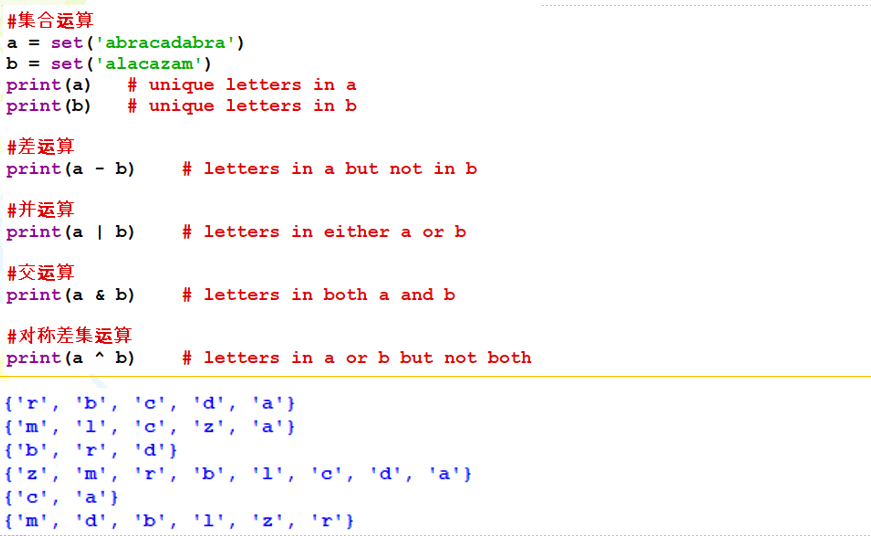 #集合运算
a = set('abracadabra')
b = set('alacazam')
print(a)   # unique letters in a
print(b)   # unique letters in b
#差运算
print(a - b)    # letters in a but not in b
#并运算
print(a | b)    # letters in either a or b
#交运算
print(a & b)    # letters in both a and b
#对称差集运算
print(a ^ b)    # letters in a or b but not both
{'r', 'b', 'c', 'd', 'a'}
{'m', 'l', 'c', 'z', 'a'}
{'b', 'r', 'd'}
{'z', 'm', 'r', 'b', 'l', 'c', 'd', 'a'}
{'c', 'a'}
{'m', 'd', 'b', 'l', 'z', 'r'}